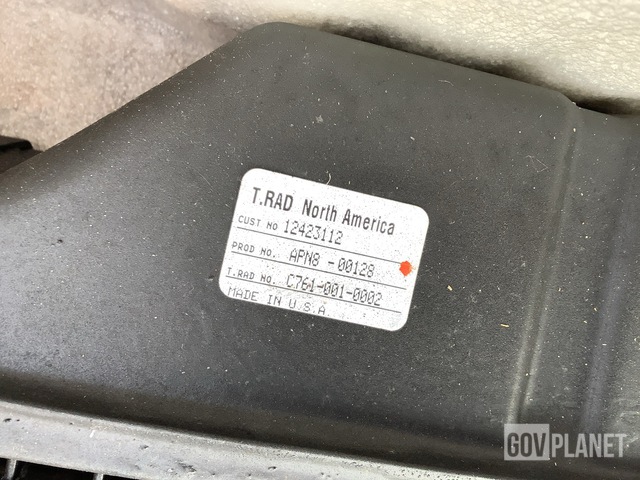 T.RAD North America
CUST NO 12423112
PROD NO. APN8 -00128
T.RAD NO. C761-001-0002
MADE IN U.S.A.
GOVPLANET